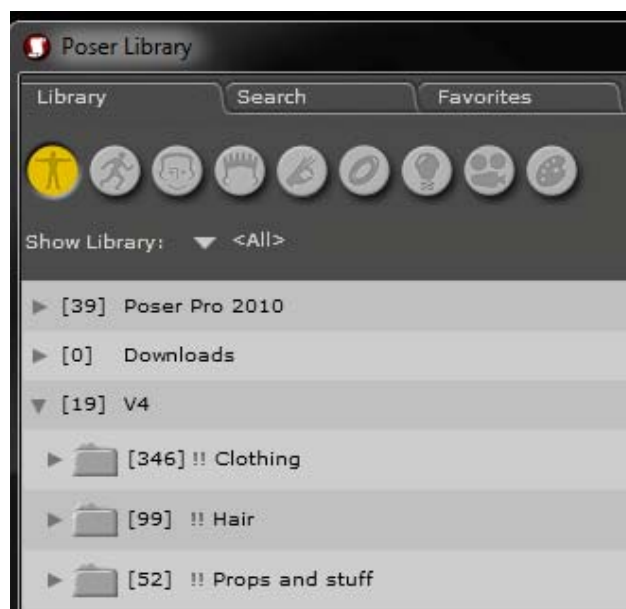 Poser Library
Library Search Favorites
Show Library: <All>
[39] Poser Pro 2010
[0] Downloads
[19] V4
[346] !! Clothing
[99] !! Hair
[52] !! Props and stuff